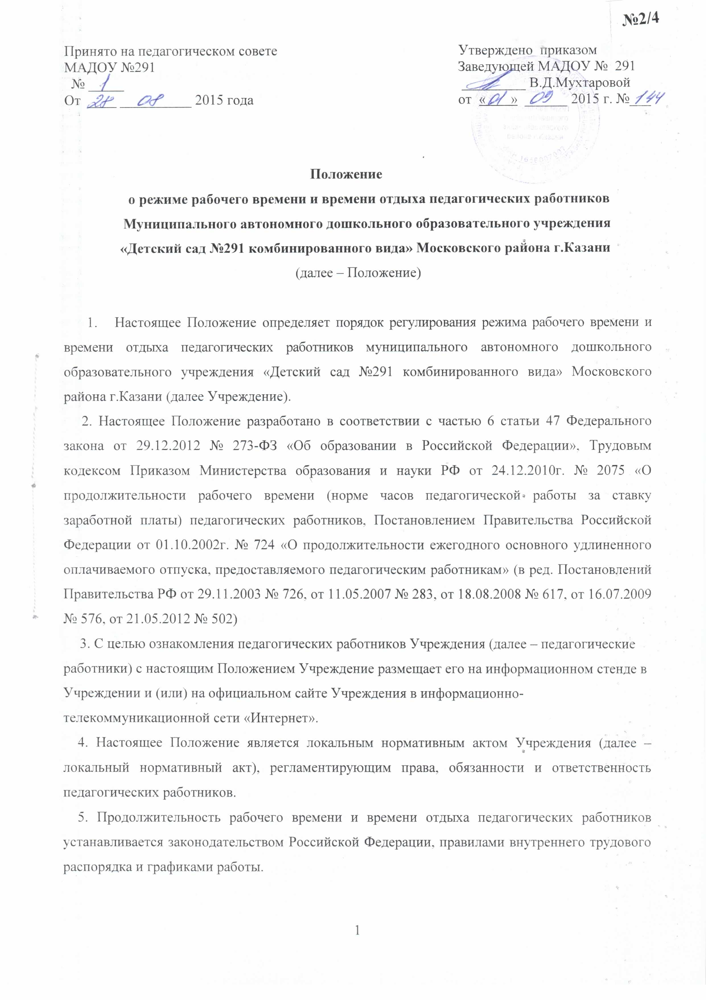 №2/4
Принято на педагогическом совете
МАДОУ №291
№ 1
От 28 08 2015 года
Утверждено приказом
Заведующей МАДОУ № 291
В.Д.Мухтаровой
от «01» 09 2015 г. № 144
Положение
о режиме рабочего времени и времени отдыха педагогических работников
Муниципального автономного дошкольного образовательного учреждения
«Детский сад №291 комбинированного вида» Московского района г.Казани
(далее – Положение)
1. Настоящее Положение определяет порядок регулирования режима рабочего времени и
времени отдыха педагогических работников муниципального автономного дошкольного
образовательного учреждения «Детский сад №291 комбинированного вида» Московского
района г.Казани (далее Учреждение).
2. Настоящее Положение разработано в соответствии с частью 6 статьи 47 Федерального
закона от 29.12.2012 № 273-ФЗ «Об образовании в Российской Федерации», Трудовым
кодексом Приказом Министерства образования и науки РФ от 24.12.2010г. № 2075 «О
продолжительности рабочего времени (норме часов педагогической работы за ставку
заработной платы) педагогических работников, Постановлением Правительства Российской
Федерации от 01.10.2002г. № 724 «О продолжительности ежегодного основного удлиненного
оплачиваемого отпуска, предоставляемого педагогическим работникам» (в ред. Постановлений
Правительства РФ от 29.11.2003 № 726, от 11.05.2007 № 283, от 18.08.2008 № 617, от 16.07.2009
№ 576, от 21.05.2012 № 502)
3. С целью ознакомления педагогических работников Учреждения (далее – педагогические
работники) с настоящим Положением Учреждение размещает его на информационном стенде в
Учреждении и (или) на официальном сайте Учреждения в информационно-
телекоммуникационной сети «Интернет».
4. Настоящее Положение является локальным нормативным актом Учреждения (далее –
локальный нормативный акт), регламентирующим права, обязанности и ответственность
педагогических работников.
5. Продолжительность рабочего времени и времени отдыха педагогических работников
устанавливается законодательством Российской Федерации, правилами внутреннего трудового
распорядка и графиками работы.
1